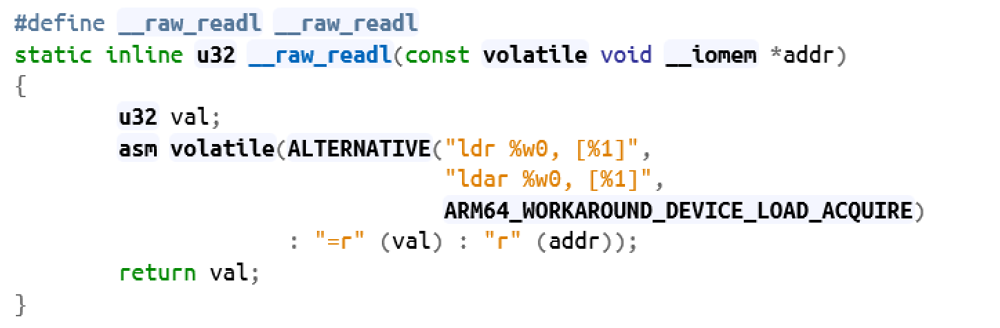 #define __raw_readl __raw_readl
static inline u32 __raw_readl(const volatile void __iomem *addr)
{
        u32 val;
        asm volatile(ALTERNATIVE("ldr %w0, [%1]",
                                 "ldar %w0, [%1]",
                                 ARM64_WORKAROUND_DEVICE_LOAD_ACQUIRE)
                     : "=r" (val) : "r" (addr));
        return val;
}